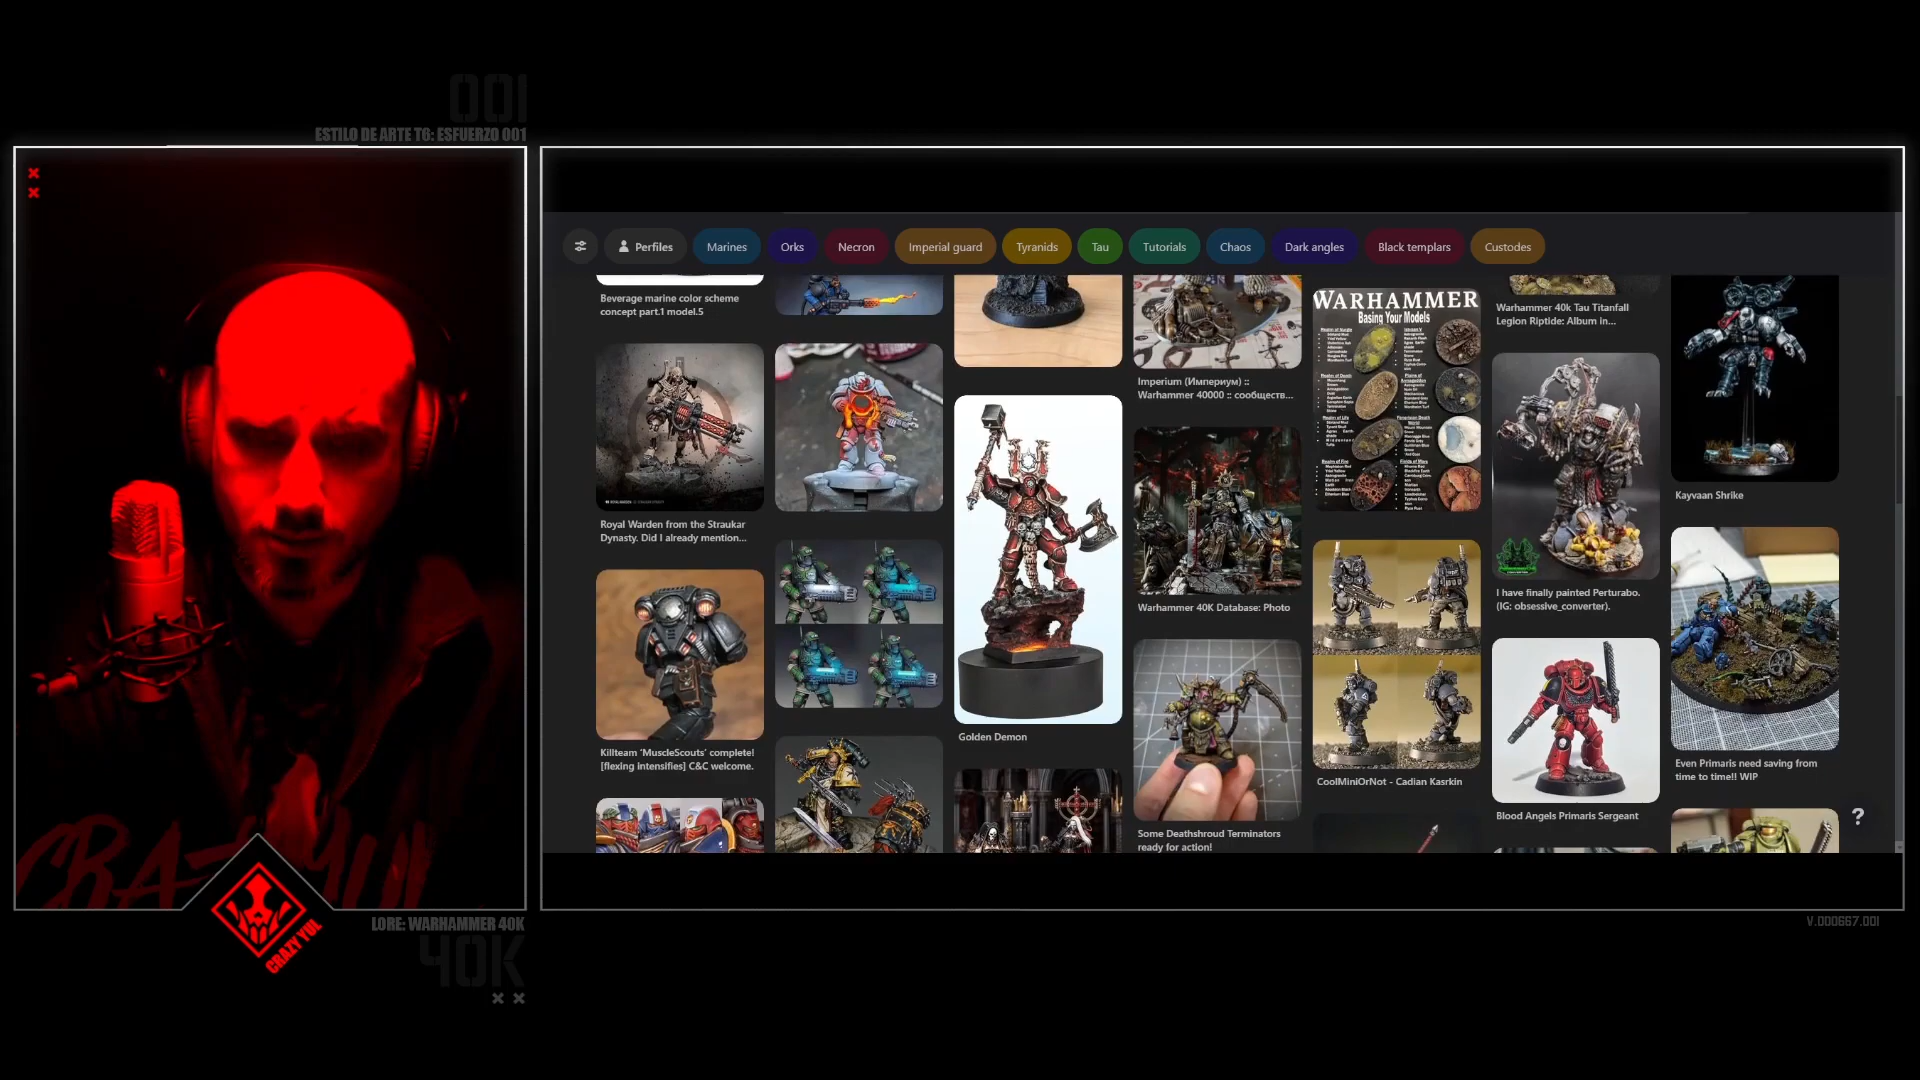 001
ESTILO DE ARTE T6: ESFUERZO 001
Perfiles
Marines
Orks
Necron
Imperial guard
Tyranids
Tau
Tutorials
Chaos
Dark angles
Black templars
Custodes
Beverage marine color scheme
concept part.1 model.5
Royal Warden from the Straukar
Dynasty. Did I already mention...
Killteam 'MuscleScouts' complete!
[flexing intensifies] C&C welcome.
Golden Demon
Imperium (Империум) ::
Warhammer 40000 :: сообществ...
Warhammer 40K Database: Photo
Some Deathshroud Terminators
ready for action!
WARHAMMER
Basing Your Models
CoolMiniOrNot - Cadian Kasrkin
Warhammer 40k Tau Titanfall
Legion Riptide: Album in...
I have finally painted Perturabo.
(IG: obsessive_converter).
Blood Angels Primaris Sergeant
Kayvaan Shrike
Even Primaris need saving from
time to time!! WIP
?
CRAZY YUL
LORE: WARHAMMER 40K
40K
V.000667.001